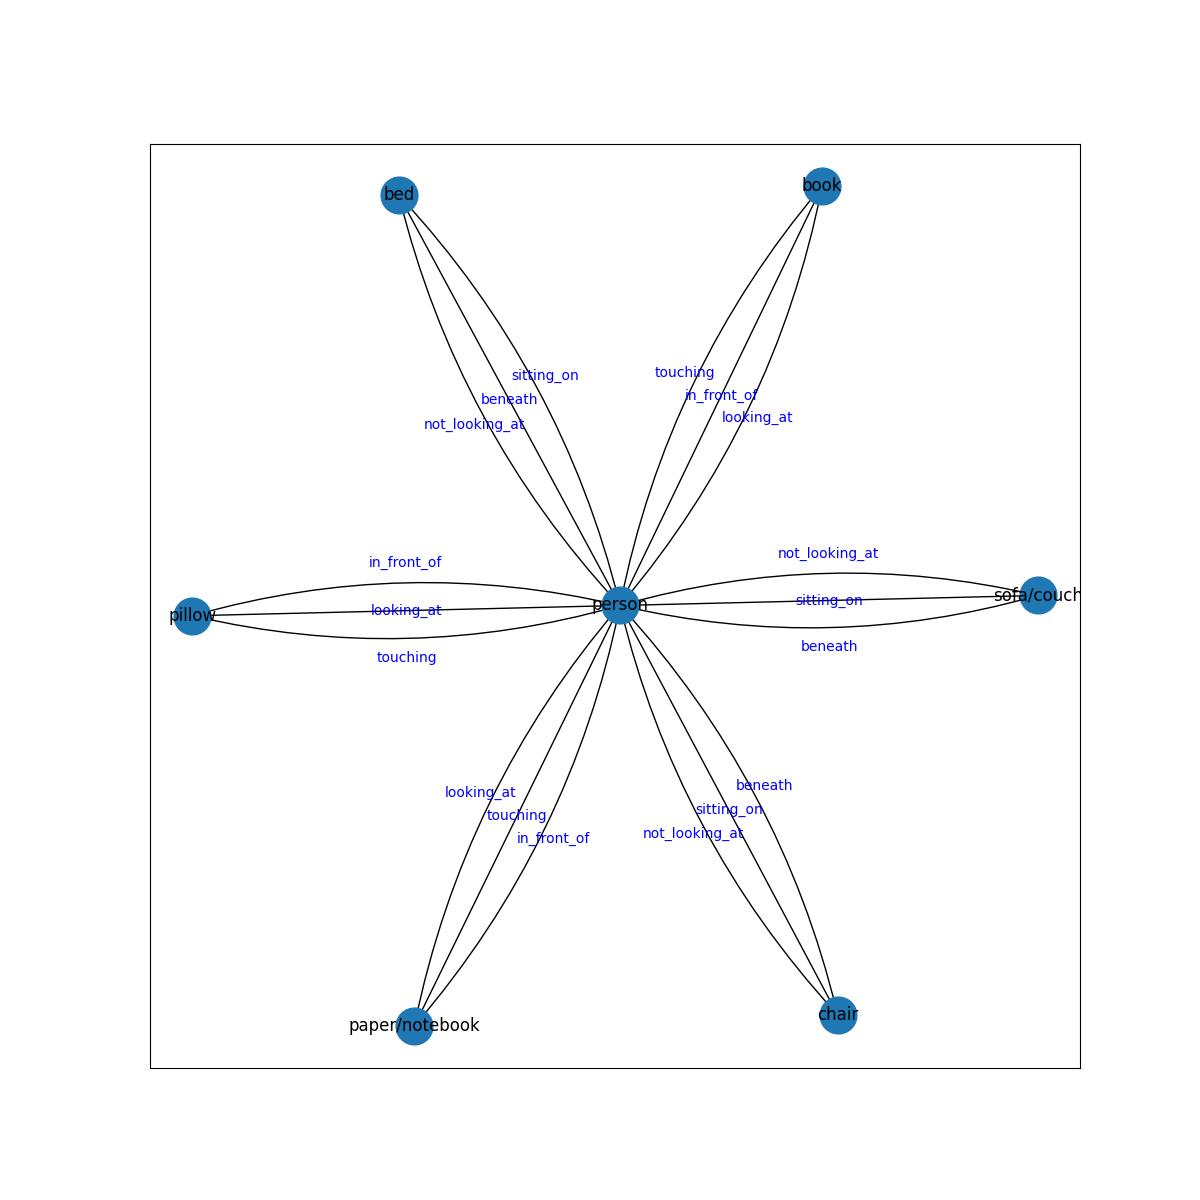 book
bed
touching
sitting_on
in_front_of
beneath
looking_at
not_looking_at
not_looking_at
in_front_of
sofa/couch
sitting_on
person
looking_at
pillow
beneath
touching
beneath
looking_at
sitting_on
touching
not_looking_at
in_front_of
chair
paper/notebook